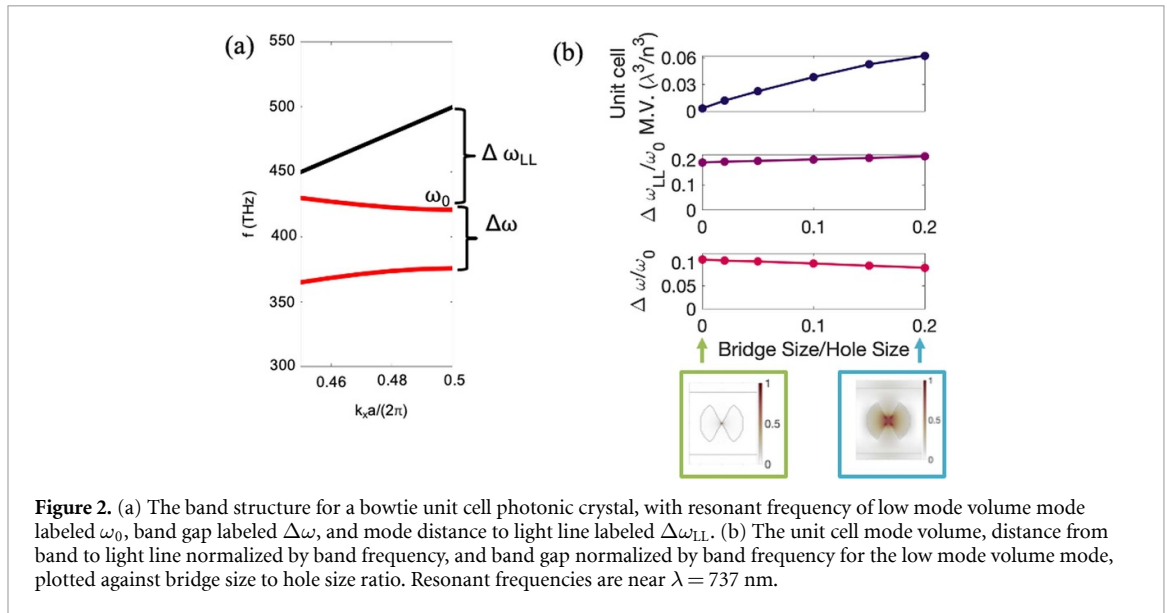 (a)
550
500
450
400
350
300
f (THz)
0.46
0.48
0.5
kₓa/(2π)
Δ ω_LL
ω₀
Δω
(b)
Unit cell
M.V. (λ³/n³)
0.06
0.03
0
Δ ω_LL/ω₀
0.2
0.1
0
0
0.1
0.2
Δ ω/ω₀
0.1
0.05
0
0
0.1
0.2
Bridge Size/Hole Size
1
0.5
0
1
0.5
0
Figure 2. (a) The band structure for a bowtie unit cell photonic crystal, with resonant frequency of low mode volume mode
labeled ω₀, band gap labeled Δω, and mode distance to light line labeled Δω_LL. (b) The unit cell mode volume, distance from
band to light line normalized by band frequency, and band gap normalized by band frequency for the low mode volume mode,
plotted against bridge size to hole size ratio. Resonant frequencies are near λ = 737 nm.